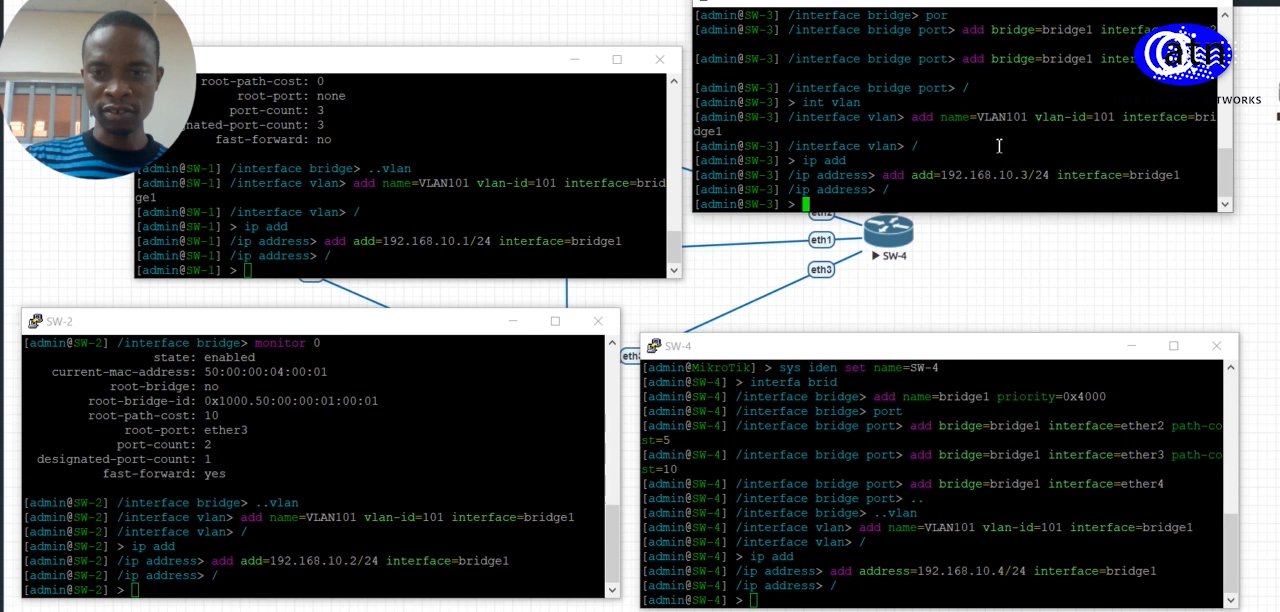 root-path-cost: 0
root-port: none
port-count: 3
nated-port-count: 3
fast-forward: no
[admin@SW-1] /interface bridge> ..vlan
[admin@SW-1] /interface vlan> add name=VLAN101 vlan-id=101 interface=brid
ge1
[admin@SW-1] /interface vlan> /
[admin@SW-1] > ip add
[admin@SW-1] /ip address> add add=192.168.10.1/24 interface=bridge1
[admin@SW-1] /ip address> /
[admin@SW-1] >
[admin@SW-3] /interface bridge> por
[admin@SW-3] /interface bridge port> add bridge=bridge1 interfa
[admin@SW-3] /interface bridge port> add bridge=bridge1 inter
[admin@SW-3] /interface bridge port> /
[admin@SW-3] > int vlan
[admin@SW-3] /interface vlan> add name=VLAN101 vlan-id=101 interface=bri
dge1
[admin@SW-3] /interface vlan> /
[admin@SW-3] > ip add
[admin@SW-3] /ip address> add add=192.168.10.3/24 interface=bridge1
[admin@SW-3] /ip address> /
[admin@SW-3] >
atn
TWORKS
eth2
eth1
eth3
SW-4
SW-2
[admin@SW-2] /interface bridge> monitor 0
state: enabled
current-mac-address: 50:00:00:04:00:01
root-bridge: no
root-bridge-id: 0x1000.50:00:00:01:00:01
root-path-cost: 10
root-port: ether3
port-count: 2
designated-port-count: 1
fast-forward: yes
[admin@SW-2] /interface bridge> ..vlan
[admin@SW-2] /interface vlan> add name=VLAN101 vlan-id=101 interface=bridge1
[admin@SW-2] /interface vlan> /
[admin@SW-2] > ip add
[admin@SW-2] /ip address> add add=192.168.10.2/24 interface=bridge1
[admin@SW-2] /ip address> /
[admin@SW-2] >
SW-4
[admin@MikroTik] > sys iden set name=SW-4
[admin@SW-4] > interfa brid
[admin@SW-4] /interface bridge> add name=bridge1 priority=0x4000
[admin@SW-4] /interface bridge> port
[admin@SW-4] /interface bridge port> add bridge=bridge1 interface=ether2 path-co
st=5
[admin@SW-4] /interface bridge port> add bridge=bridge1 interface=ether3 path-co
st=10
[admin@SW-4] /interface bridge port> add bridge=bridge1 interface=ether4
[admin@SW-4] /interface bridge port> ..
[admin@SW-4] /interface bridge> ..vlan
[admin@SW-4] /interface vlan> add name=VLAN101 vlan-id=101 interface=bridge1
[admin@SW-4] /interface vlan> /
[admin@SW-4] > ip add
[admin@SW-4] /ip address> add address=192.168.10.4/24 interface=bridge1
[admin@SW-4] /ip address> /
[admin@SW-4] >